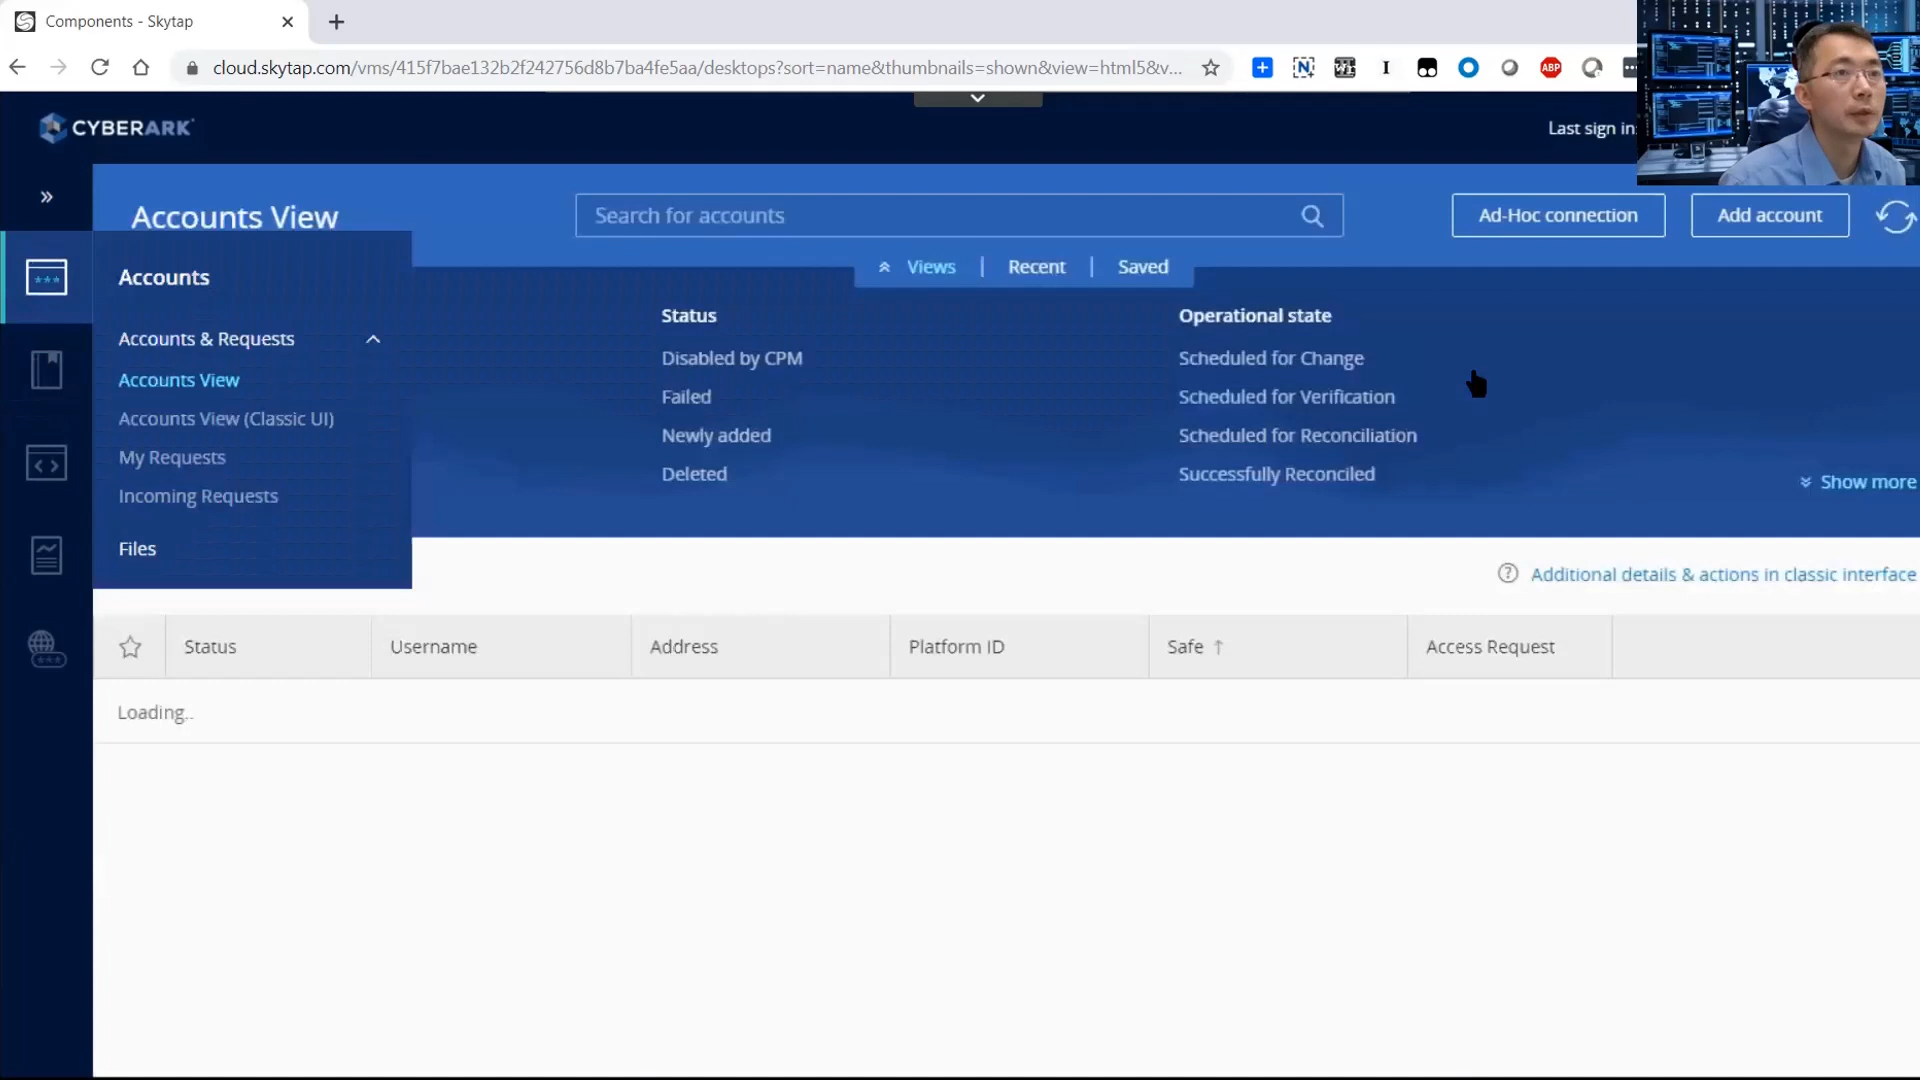 Components - Skytap
cloud.skytap.com/vms/415f7bae132b2f242756d8b7ba4fe5aa/desktops?sort=name&thumbnails=shown&view=html5&v...
ABP
CYBERARK
Last sign in:
Accounts View
Search for accounts
Ad-Hoc connection
Add account
Views | Recent | Saved
Accounts
Accounts & Requests
Accounts View
Accounts View (Classic UI)
My Requests
Incoming Requests
Files
Status
Disabled by CPM
Failed
Newly added
Deleted
Operational state
Scheduled for Change
Scheduled for Verification
Scheduled for Reconciliation
Successfully Reconciled
Show more
Additional details & actions in classic interface
Status Username Address Platform ID Safe ↑ Access Request
Loading..